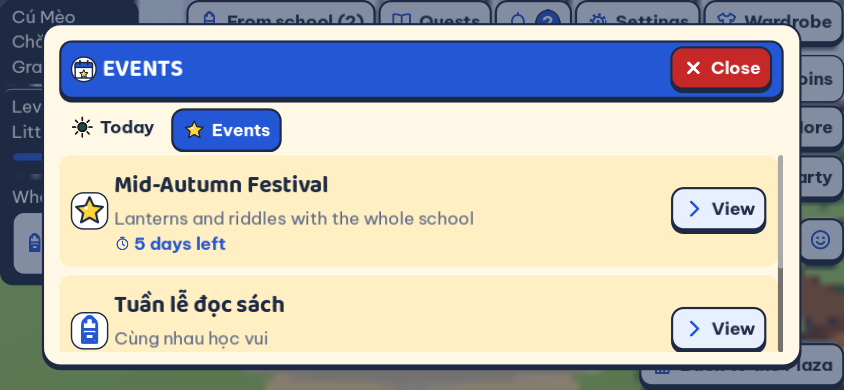 Cú Mèo
From school (2)
Quests
2
Settings
Wardrobe
EVENTS
Close
Today
Events
Mid-Autumn Festival
Lanterns and riddles with the whole school
5 days left
View
Tuần lễ đọc sách
Cùng nhau học vui
View